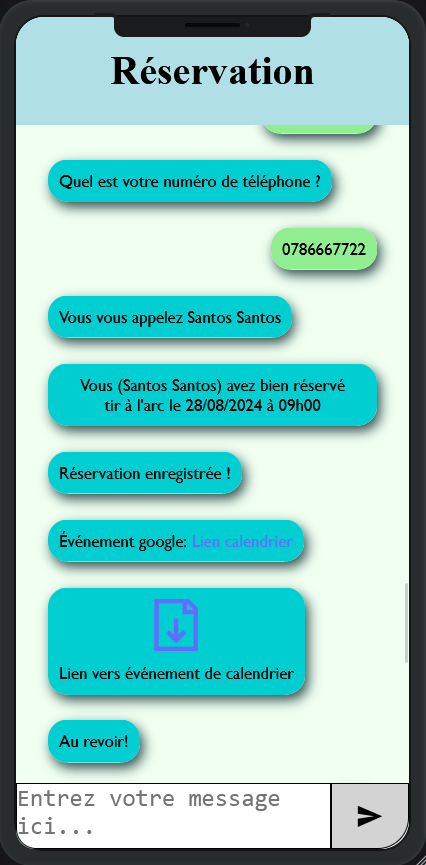 Réservation
Quel est votre numéro de téléphone ?
0786667722
Vous vous appelez Santos Santos
Vous (Santos Santos) avez bien réservé
tir à l'arc le 28/08/2024 à 09h00
Réservation enregistrée !
Événement google: Lien calendrier
Lien vers événement de calendrier
Au revoir!
Entrez votre message
ici...